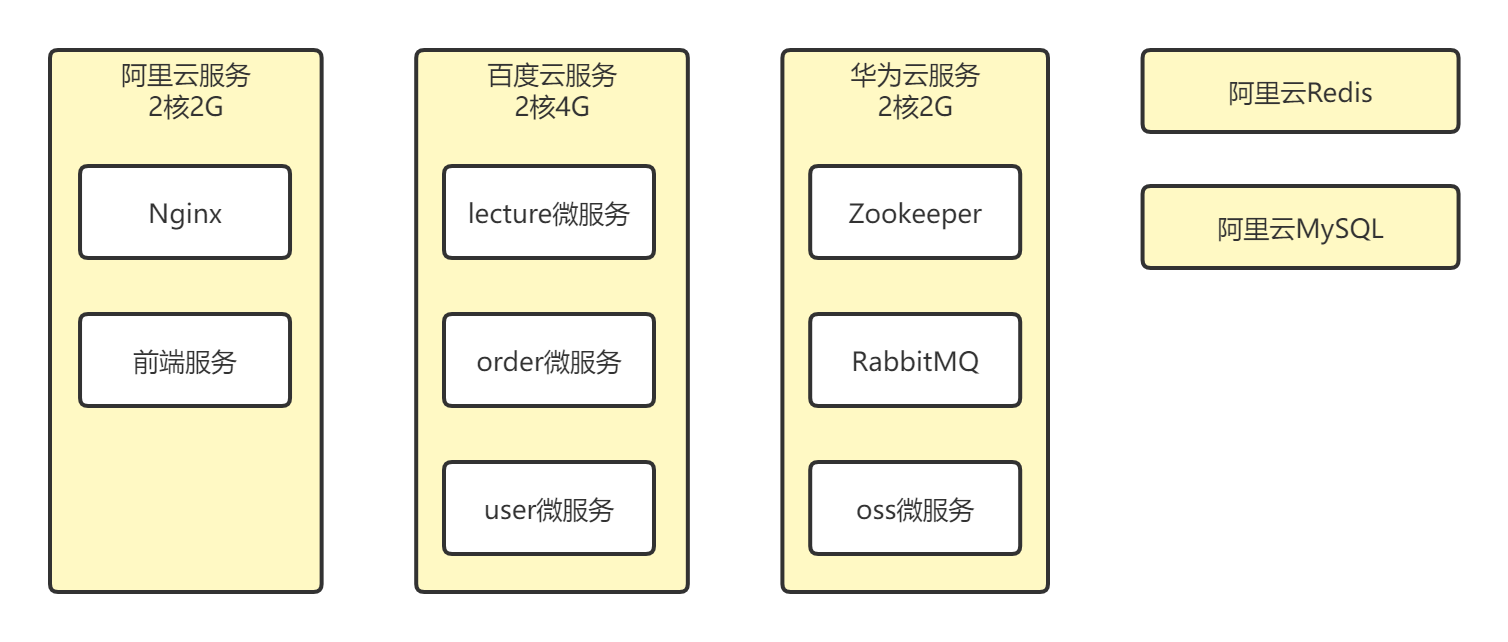 阿里云服务
2核2G
Nginx
前端服务
百度云服务
2核4G
lecture微服务
order微服务
user微服务
华为云服务
2核2G
Zookeeper
RabbitMQ
oss微服务
阿里云Redis
阿里云MySQL